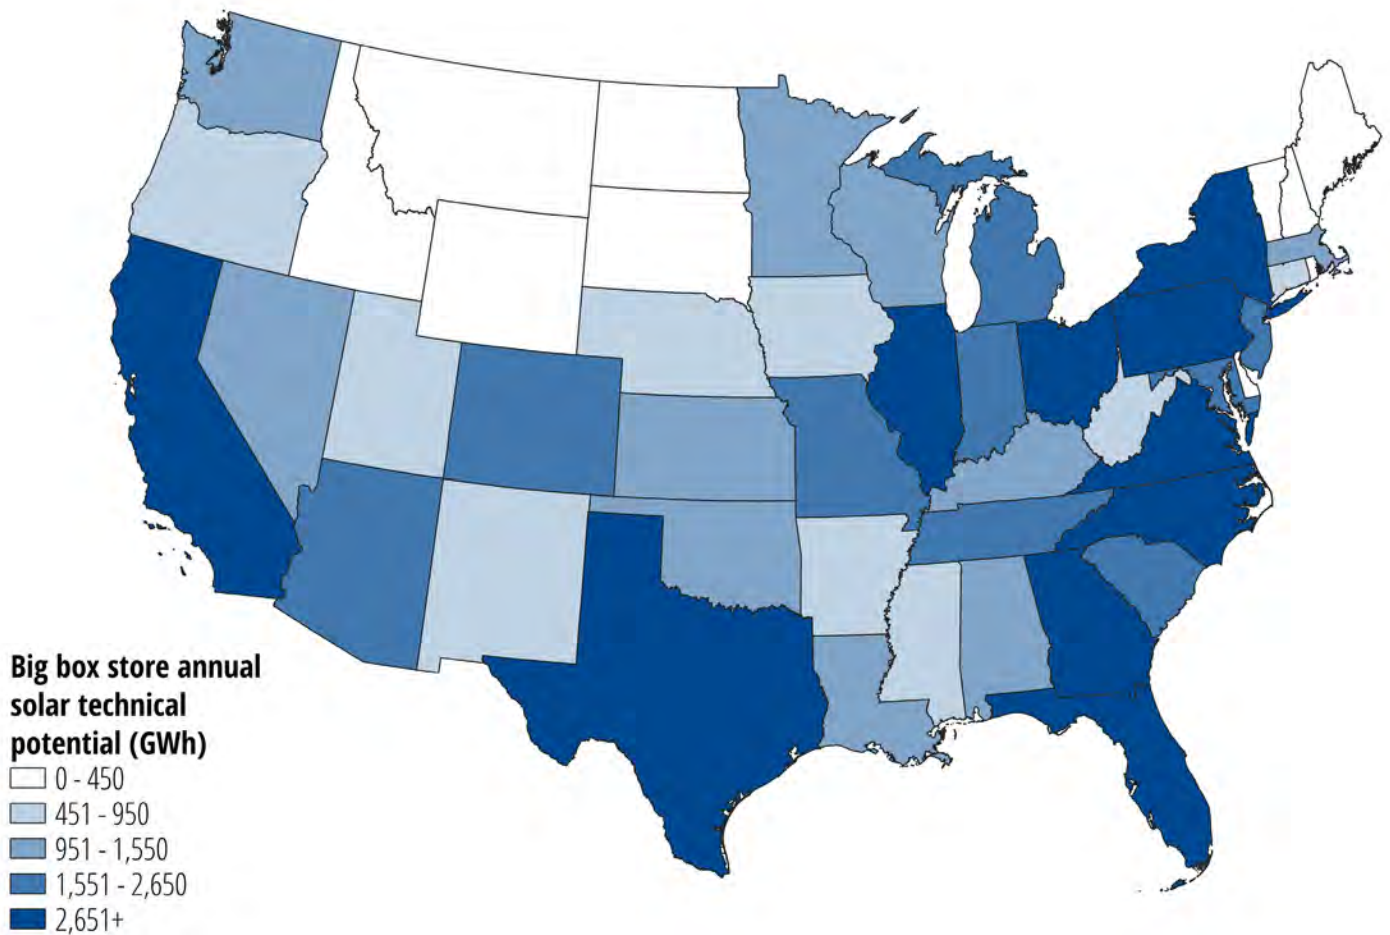 Big box store annual
solar technical
potential (GWh)
0 - 450
451 - 950
951 - 1,550
1,551 - 2,650
2,651+